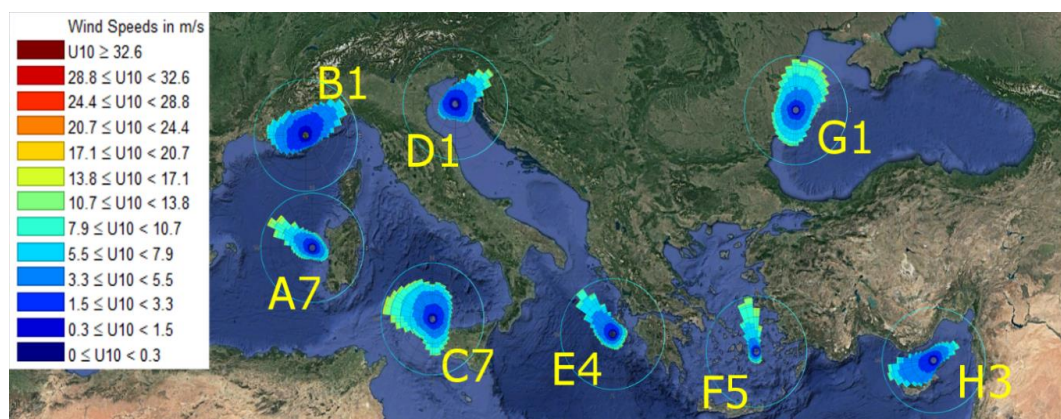 Wind Speeds in m/s
U10 ≥ 32.6
28.8 ≤ U10 < 32.6
24.4 ≤ U10 < 28.8
20.7 ≤ U10 < 24.4
17.1 ≤ U10 < 20.7
13.8 ≤ U10 < 17.1
10.7 ≤ U10 < 13.8
7.9 ≤ U10 < 10.7
5.5 ≤ U10 < 7.9
3.3 ≤ U10 < 5.5
1.5 ≤ U10 < 3.3
0.3 ≤ U10 < 1.5
0 ≤ U10 < 0.3
B1
D1
G1
A7
C7
E4
F5
H3